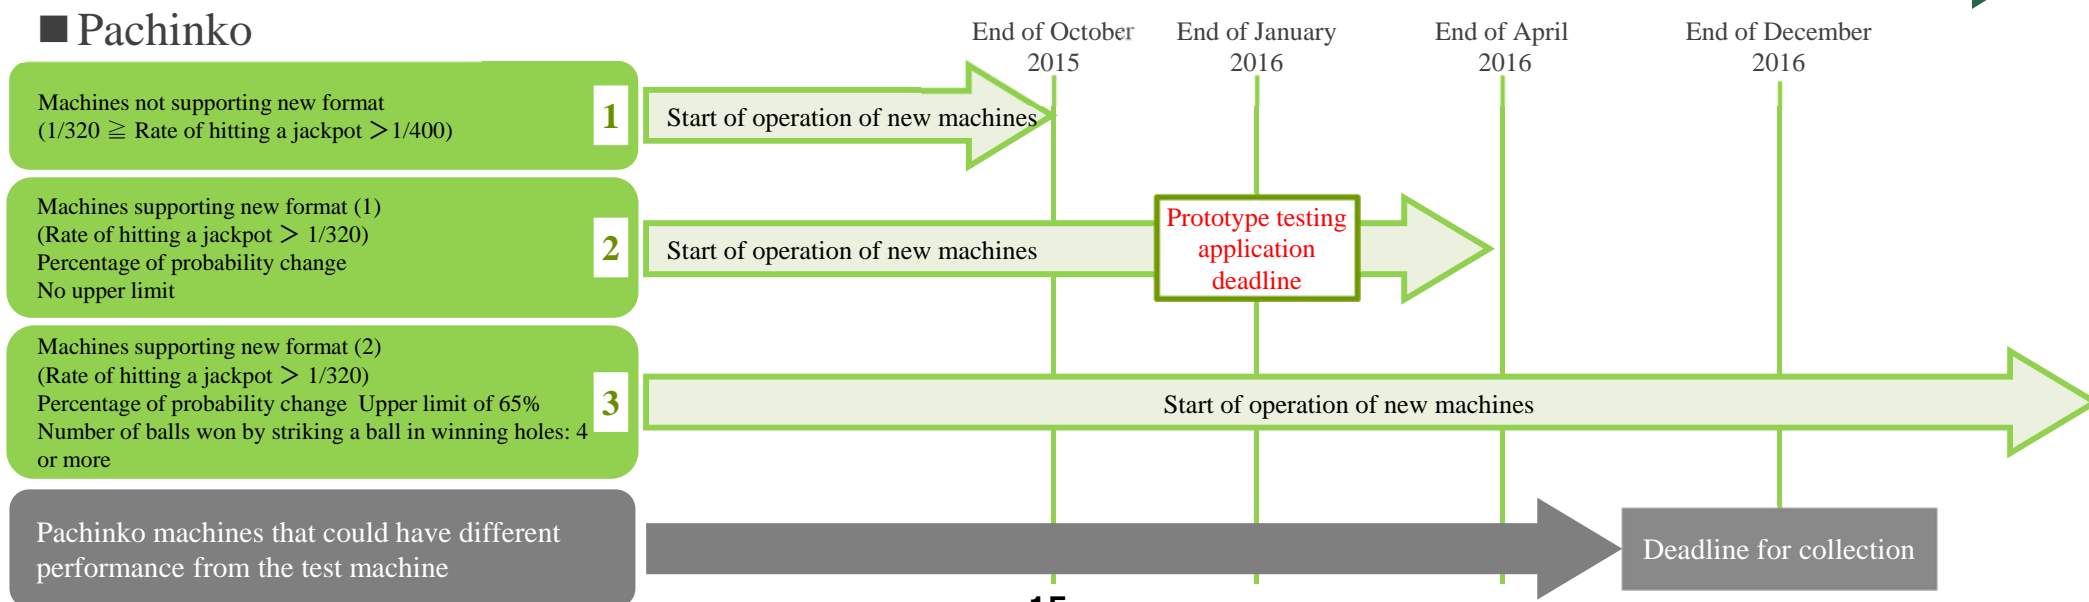 ■ Pachinko
End of October
2015
End of January
2016
End of April
2016
End of December
2016
Machines not supporting new format
(1/320 ≧ Rate of hitting a jackpot >1/400)
1
Start of operation of new machines
Machines supporting new format (1)
(Rate of hitting a jackpot > 1/320)
Percentage of probability change
No upper limit
2
Start of operation of new machines
Prototype testing
application
deadline
Machines supporting new format (2)
(Rate of hitting a jackpot > 1/320)
Percentage of probability change Upper limit of 65%
Number of balls won by striking a ball in winning holes: 4
or more
3
Start of operation of new machines
Pachinko machines that could have different
performance from the test machine
Deadline for collection